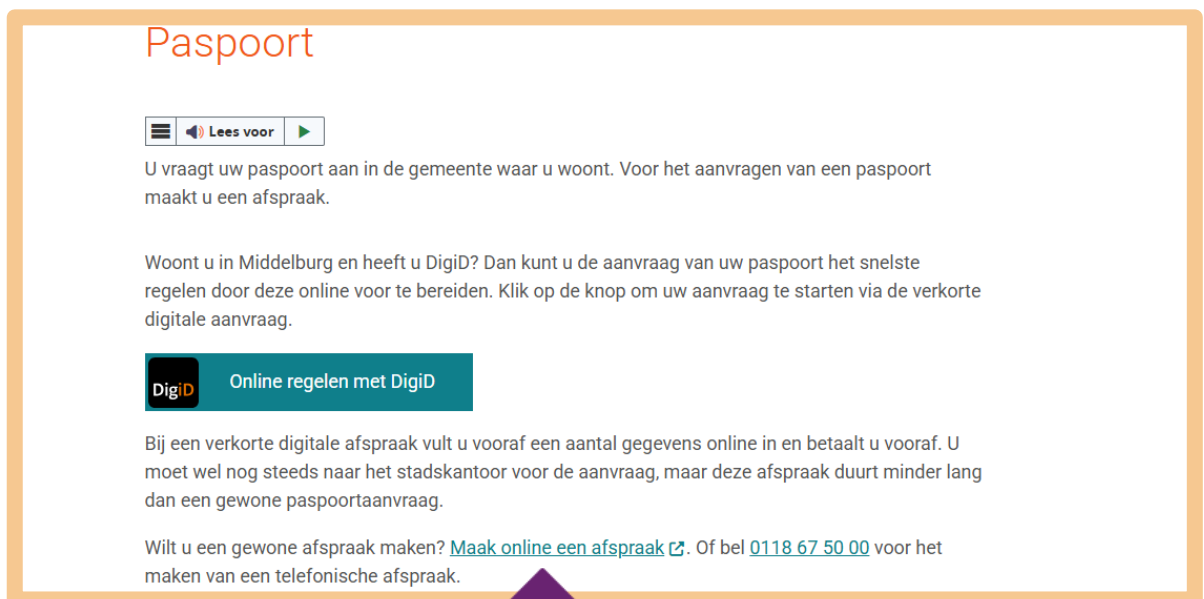 Paspoort
Lees voor
U vraagt uw paspoort aan in de gemeente waar u woont. Voor het aanvragen van een paspoort
maakt u een afspraak.
Woont u in Middelburg en heeft u DigiD? Dan kunt u de aanvraag van uw paspoort het snelste
regelen door deze online voor te bereiden. Klik op de knop om uw aanvraag te starten via de verkorte
digitale aanvraag.
DigiD Online regelen met DigiD
Bij een verkorte digitale afspraak vult u vooraf een aantal gegevens online in en betaalt u vooraf. U
moet wel nog steeds naar het stadskantoor voor de aanvraag, maar deze afspraak duurt minder lang
dan een gewone paspoortaanvraag.
Wilt u een gewone afspraak maken? Maak online een afspraak. Of bel 0118 67 50 00 voor het
maken van een telefonische afspraak.